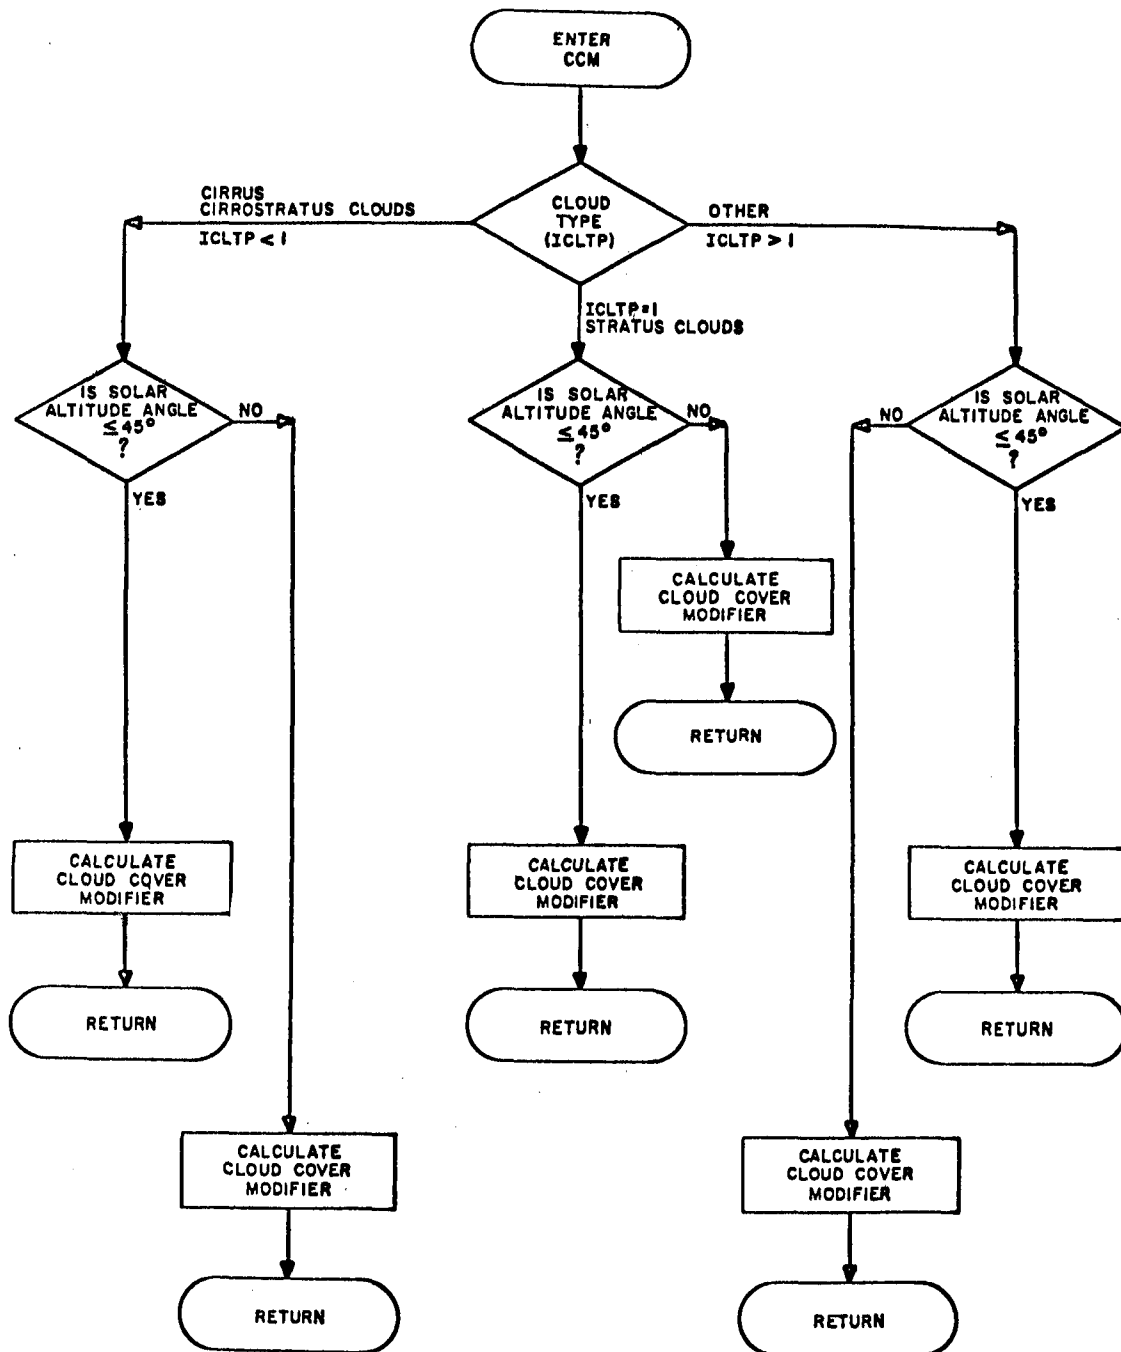 ENTER
CCM
CLOUD
TYPE
(ICLTP)
CIRRUS
CIRROSTRATUS CLOUDS
ICLTP < 1
OTHER
ICLTP > 1
ICLTP=1
STRATUS CLOUDS
IS SOLAR
ALTITUDE ANGLE
≤ 45°
?
NO
YES
IS SOLAR
ALTITUDE ANGLE
≤ 45°
?
NO
YES
NO
IS SOLAR
ALTITUDE ANGLE
≤ 45°
?
YES
CALCULATE
CLOUD COVER
MODIFIER
RETURN
CALCULATE
CLOUD COVER
MODIFIER
CALCULATE
CLOUD COVER
MODIFIER
CALCULATE
CLOUD COVER
MODIFIER
RETURN
RETURN
RETURN
CALCULATE
CLOUD COVER
MODIFIER
CALCULATE
CLOUD COVER
MODIFIER
RETURN
RETURN